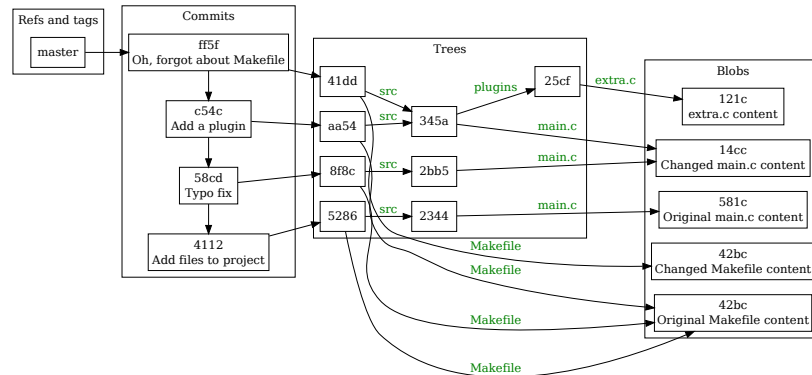 Refs and tags
master
Commits
ff5f
Oh, forgot about Makefile
c54c
Add a plugin
58cd
Typo fix
4112
Add files to project
Trees
41dd
aa54
8f8c
5286
src
src
src
src
345a
2bb5
2344
plugins
25cf
extra.c
main.c
main.c
main.c
Makefile
Makefile
Makefile
Makefile
Blobs
121c
extra.c content
14cc
Changed main.c content
581c
Original main.c content
42bc
Changed Makefile content
42bc
Original Makefile content